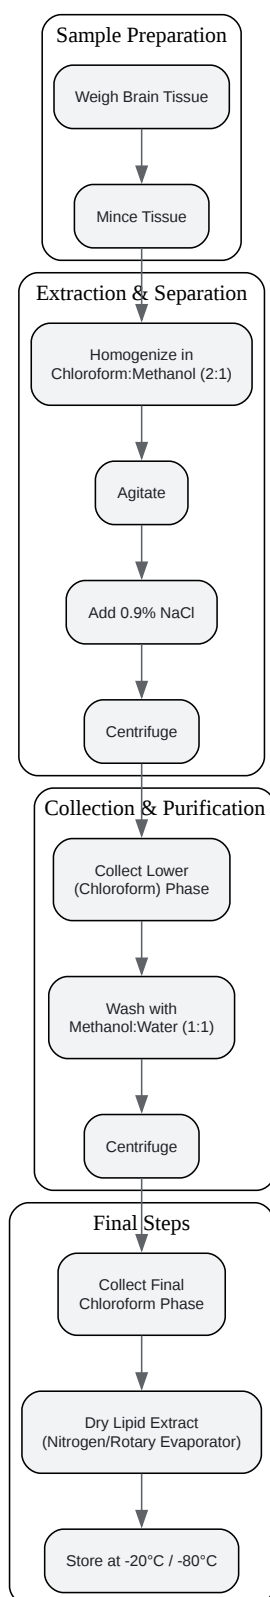 Sample Preparation
Weigh Brain Tissue
Mince Tissue
Extraction & Separation
Homogenize in
Chloroform:Methanol (2:1)
Agitate
Add 0.9% NaCl
Centrifuge
Collection & Purification
Collect Lower
(Chloroform) Phase
Wash with
Methanol:Water (1:1)
Centrifuge
Final Steps
Collect Final
Chloroform Phase
Dry Lipid Extract
(Nitrogen/Rotary Evaporator)
Store at -20°C / -80°C